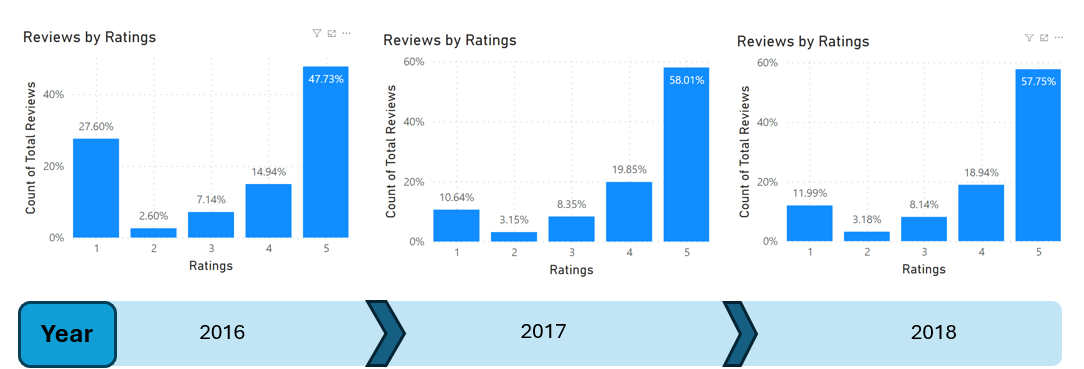 Reviews by Ratings
Count of Total Reviews
40%
20%
0%
27.60%
2.60%
7.14%
14.94%
47.73%
1 2 3 4 5
Ratings
Reviews by Ratings
Count of Total Reviews
60%
40%
20%
0%
10.64%
3.15%
8.35%
19.85%
58.01%
1 2 3 4 5
Ratings
Reviews by Ratings
Count of Total Reviews
60%
40%
20%
0%
11.99%
3.18%
8.14%
18.94%
57.75%
1 2 3 4 5
Ratings
Year 2016 2017 2018